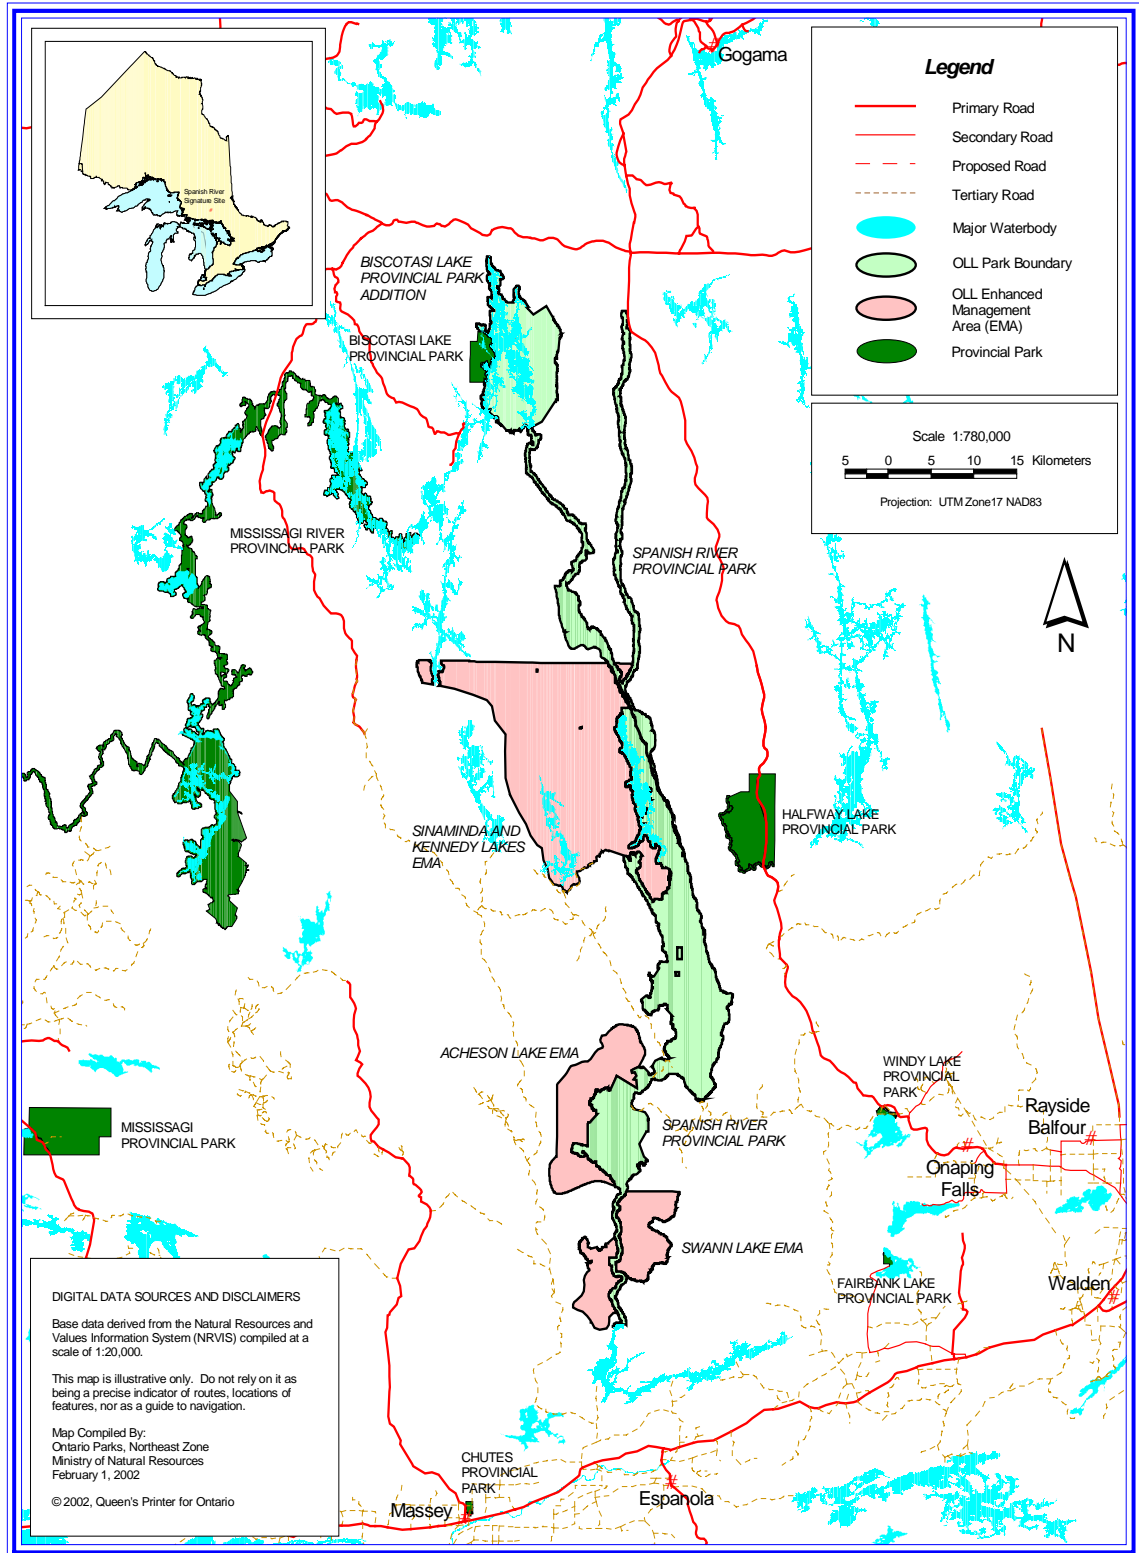 Gogama
Spanish River
Signature Site
Legend
Primary Road
Secondary Road
Proposed Road
Tertiary Road
Major Waterbody
OLL Park Boundary
OLL Enhanced
Management
Area (EMA)
Provincial Park
Scale 1:780,000
5 0 5 10 15 Kilometers
Projection: UTM Zone17 NAD83
N
BISCOTASI LAKE
PROVINCIAL PARK
ADDITION
BISCOTASI LAKE
PROVINCIAL PARK
MISSISSAGI RIVER
PROVINCIAL PARK
SPANISH RIVER
PROVINCIAL PARK
SINAMINDA AND
KENNEDY LAKES
EMA
HALFWAY LAKE
PROVINCIAL PARK
ACHESON LAKE EMA
WINDY LAKE
PROVINCIAL
PARK
Rayside
Balfour
MISSISSAGI
PROVINCIAL PARK
SPANISH RIVER
PROVINCIAL PARK
Onaping
Falls
SWANN LAKE EMA
FAIRBANK LAKE
PROVINCIAL PARK
Walden
DIGITAL DATA SOURCES AND DISCLAIMERS
Base data derived from the Natural Resources and
Values Information System (NRVIS) compiled at a
scale of 1:20,000.
This map is illustrative only. Do not rely on it as
being a precise indicator of routes, locations of
features, nor as a guide to navigation.
Map Compiled By:
Ontario Parks, Northeast Zone
Ministry of Natural Resources
February 1, 2002
© 2002, Queen's Printer for Ontario
CHUTES
PROVINCIAL
PARK
Massey
Espanola